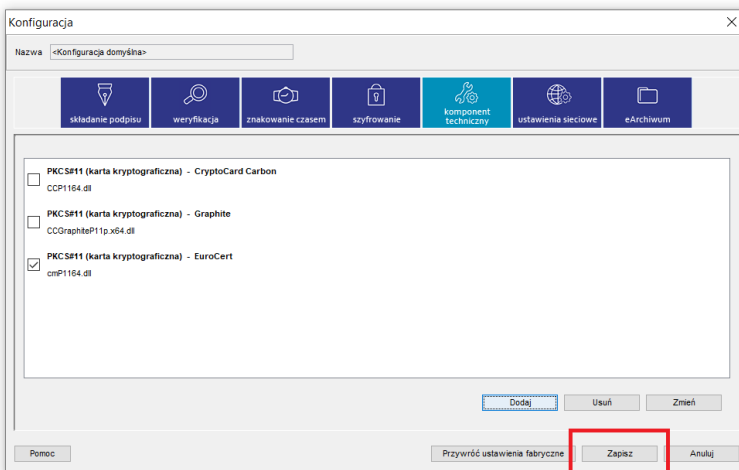 Konfiguracja
Nazwa <Konfiguracja domyślna>
składanie podpisu weryfikacja znakowanie czasem szyfrowanie komponent techniczny ustawienia sieciowe eArchiwum
PKCS#11 (karta kryptograficzna) - CryptoCard Carbon
CCP1164.dll
PKCS#11 (karta kryptograficzna) - Graphite
CCGraphiteP11p.x64.dll
PKCS#11 (karta kryptograficzna) - EuroCert
cmP1164.dll
Dodaj Usuń Zmień
Pomoc Przywróć ustawienia fabryczne Zapisz Anuluj